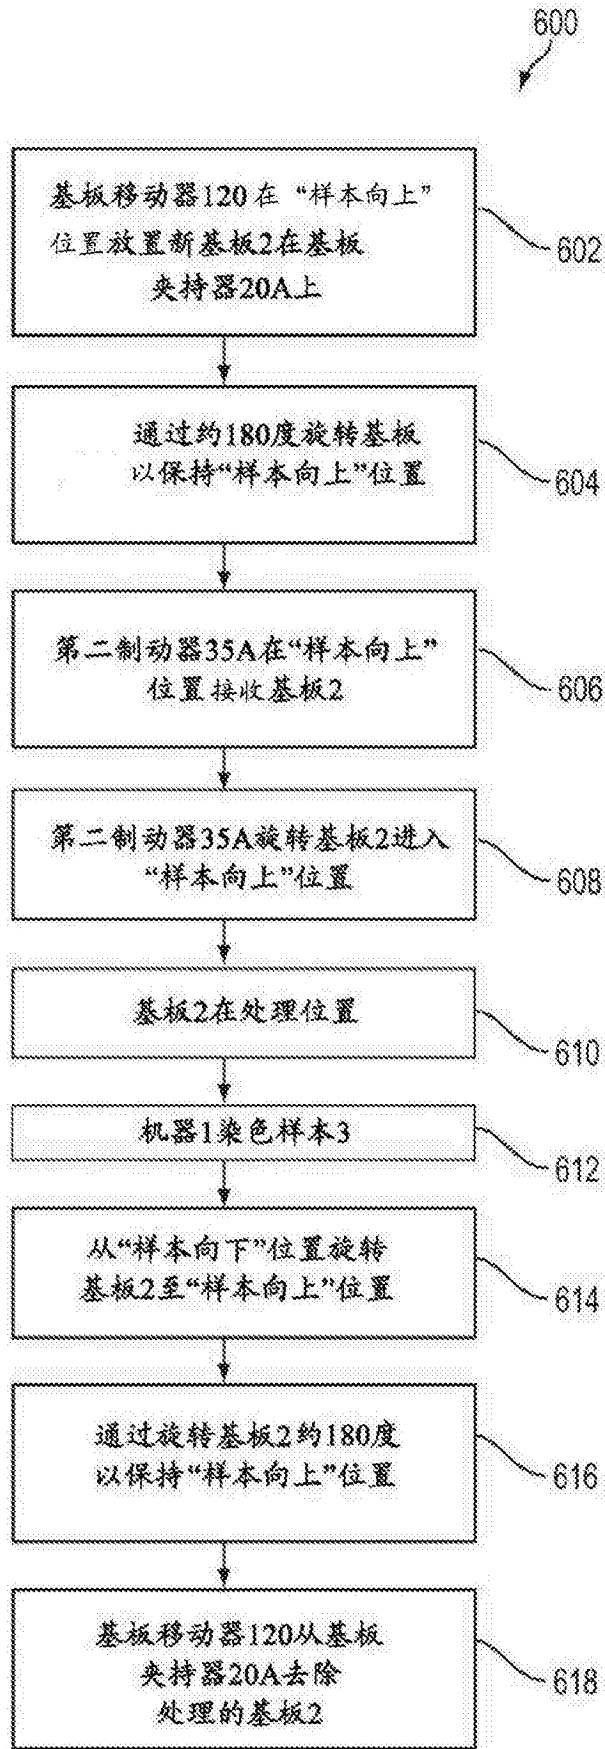 600
基板移动器120在“样本向上”
位置放置新基板2在基板
夹持器20A上
602
通过约180度旋转基板
以保持“样本向上”位置
604
第二制动器35A在“样本向上”
位置接收基板2
606
第二制动器35A旋转基板2进入
“样本向上”位置
608
基板2在处理位置
610
机器1染色样本3
612
从“样本向下”位置旋转
基板2至“样本向上”位置
614
通过旋转基板2约180度
以保持“样本向上”位置
616
基板移动器120从基板
夹持器20A去除
处理的基板2
618